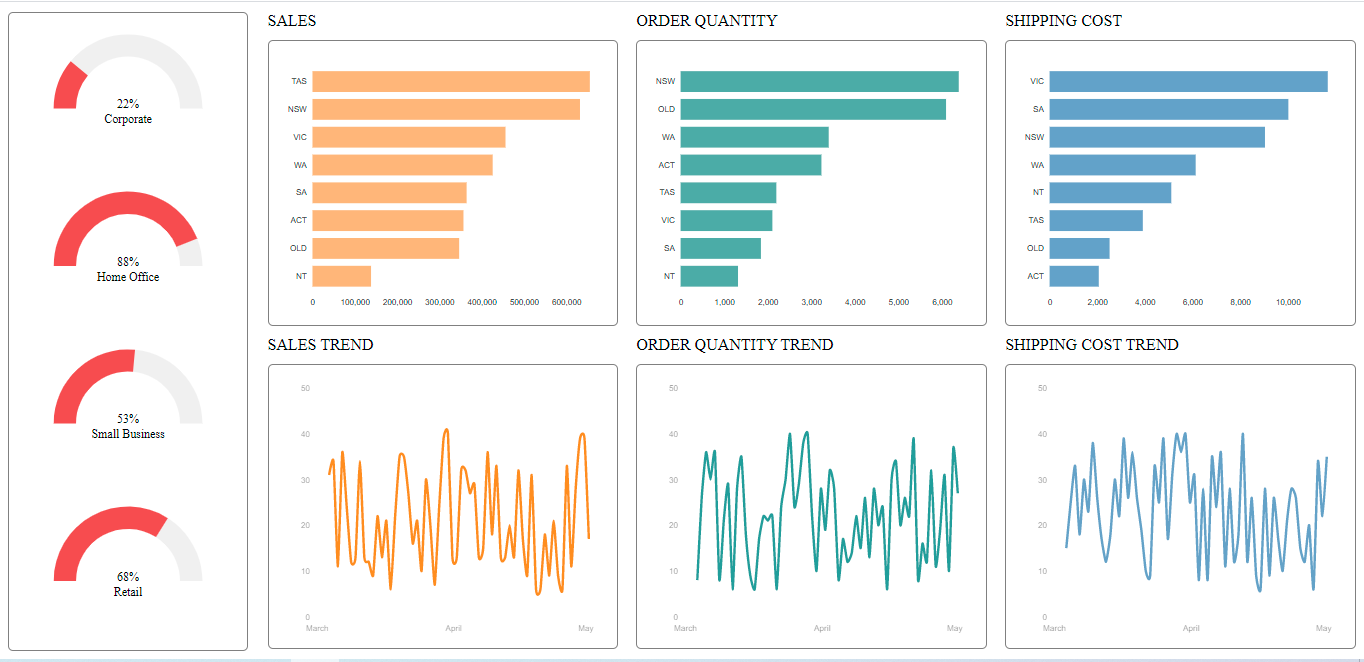 22%
Corporate
88%
Home Office
53%
Small Business
68%
Retail
SALES
TAS
NSW
VIC
WA
SA
ACT
OLD
NT
0 100,000 200,000 300,000 400,000 500,000 600,000
ORDER QUANTITY
NSW
OLD
WA
ACT
TAS
VIC
SA
NT
0 1,000 2,000 3,000 4,000 5,000 6,000
SHIPPING COST
VIC
SA
NSW
WA
NT
TAS
OLD
ACT
0 2,000 4,000 6,000 8,000 10,000
SALES TREND
50
40
30
20
10
0
March April May
ORDER QUANTITY TREND
50
40
30
20
10
0
March April May
SHIPPING COST TREND
50
40
30
20
10
0
March April May